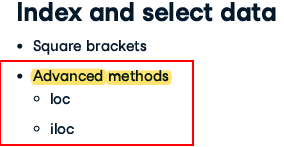 Index and select data
• Square brackets
• Advanced methods
◦ loc
◦ iloc